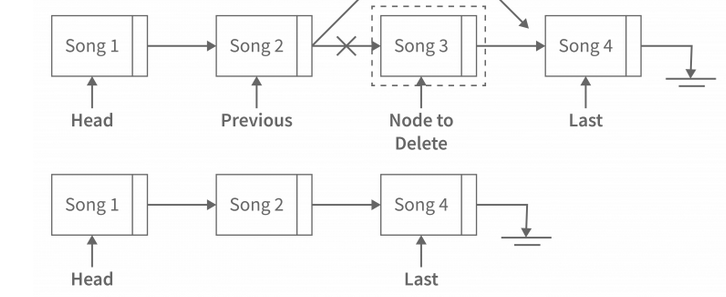 Song 1 Song 2 Song 3 Song 4
Head Previous Node to Last
Delete
Song 1 Song 2 Song 4
Head Last